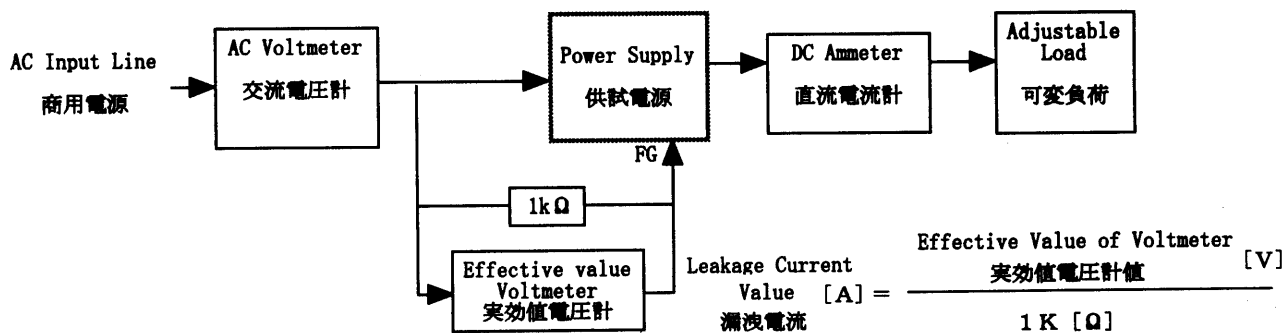 AC Input Line
商用電源
AC Voltmeter
交流電圧計
Power Supply
供試電源
FG
DC Ammeter
直流電流計
Adjustable
Load
可変負荷
1kΩ
Effective value
Voltmeter
実効値電圧計
Leakage Current
Value [A] =
漏洩電流
Effective Value of Voltmeter
実効値電圧計値 [V]
1K [Ω]